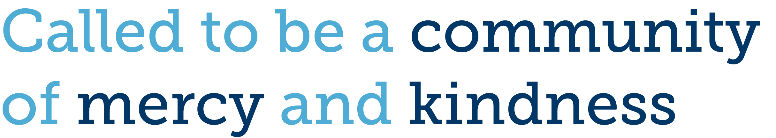 Called to be a community
of mercy and kindness